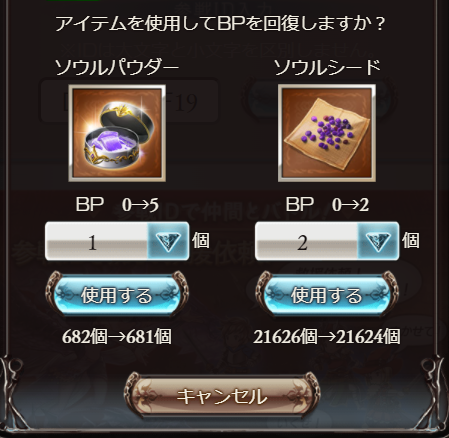 アイテムを使用してBPを回復しますか？
ソウルパウダー ソウルシード
BP 0→5 BP 0→2
1 個 2 個
使用する 使用する
682個→681個 21626個→21624個
キャンセル